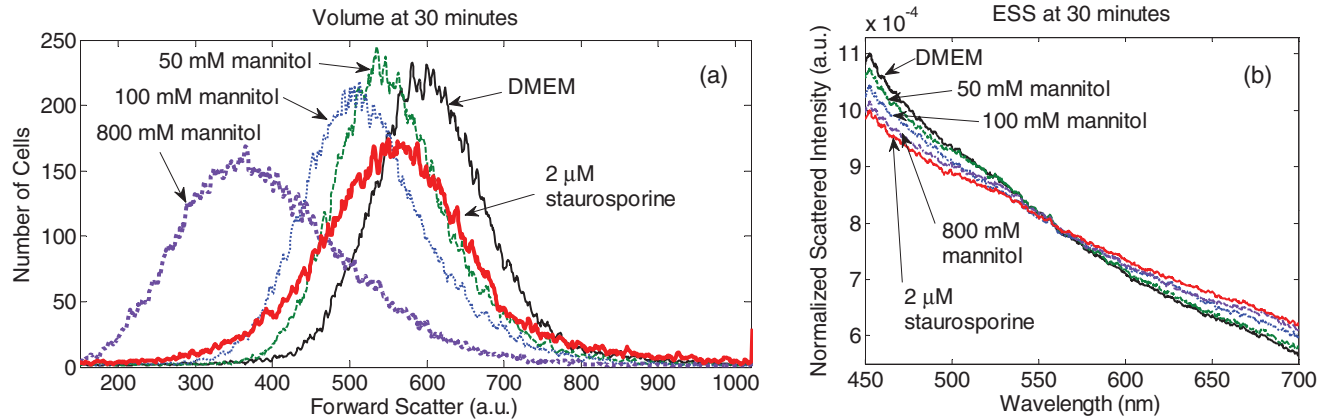 Volume at 30 minutes
(a)
Number of Cells
250
200
150
100
50
0
50 mM mannitol
100 mM mannitol
800 mM mannitol
DMEM
2 μM
staurosporine
200 300 400 500 600 700 800 900 1000
Forward Scatter (a.u.)
ESS at 30 minutes
x 10-4
(b)
Normalized Scattered Intensity (a.u.)
11
10
9
8
7
6
DMEM
50 mM mannitol
100 mM mannitol
800 mM
mannitol
2 μM
staurosporine
450 500 550 600 650 700
Wavelength (nm)